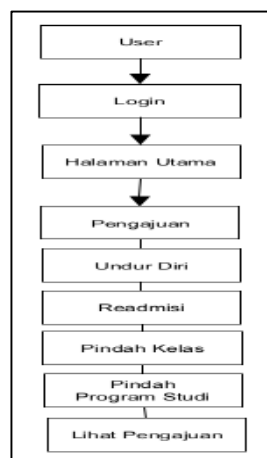 User
Login
Halaman Utama
Pengajuan
Undur Diri
Readmisi
Pindah Kelas
Pindah
Program Studi
Lihat Pengajuan